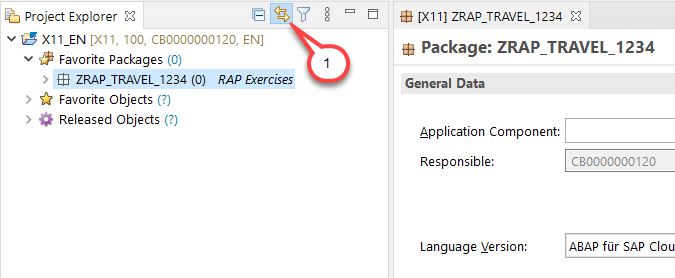 Project Explorer
X11_EN [X11, 100, CB0000000120, EN]
Favorite Packages (0)
ZRAP_TRAVEL_1234 (0) RAP Exercises
Favorite Objects (?)
Released Objects (?)
1
[X11] ZRAP_TRAVEL_1234
Package: ZRAP_TRAVEL_1234
General Data
Application Component:
Responsible: CB0000000120
Language Version: ABAP für SAP Clou